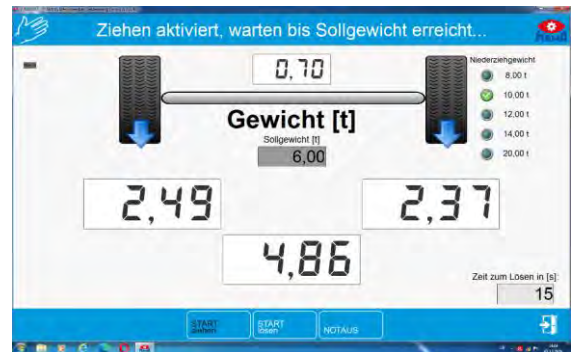 Ziehen aktiviert, warten bis Sollgewicht erreicht...
0,70
Niederziehgewicht
8,00 t
10,00 t
12,00 t
14,00 t
20,00 t
Gewicht [t]
Sollgewicht [t]
6,00
2,49
2,37
4,86
Zeit zum Lösen in [s]:
15
START
ziehen
START
lösen
NOTAUS